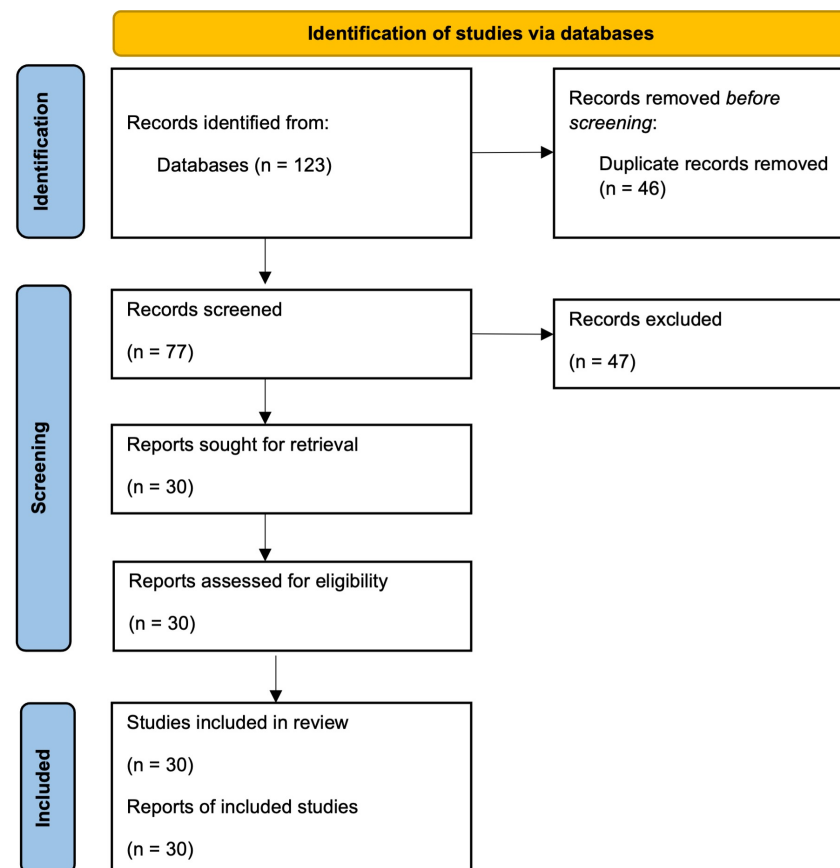 Identification of studies via databases
Identification
Records identified from:
Databases (n = 123)
Records removed before
screening:
Duplicate records removed
(n = 46)
Screening
Records screened
(n = 77)
Records excluded
(n = 47)
Reports sought for retrieval
(n = 30)
Reports assessed for eligibility
(n = 30)
Included
Studies included in review
(n = 30)
Reports of included studies
(n = 30)